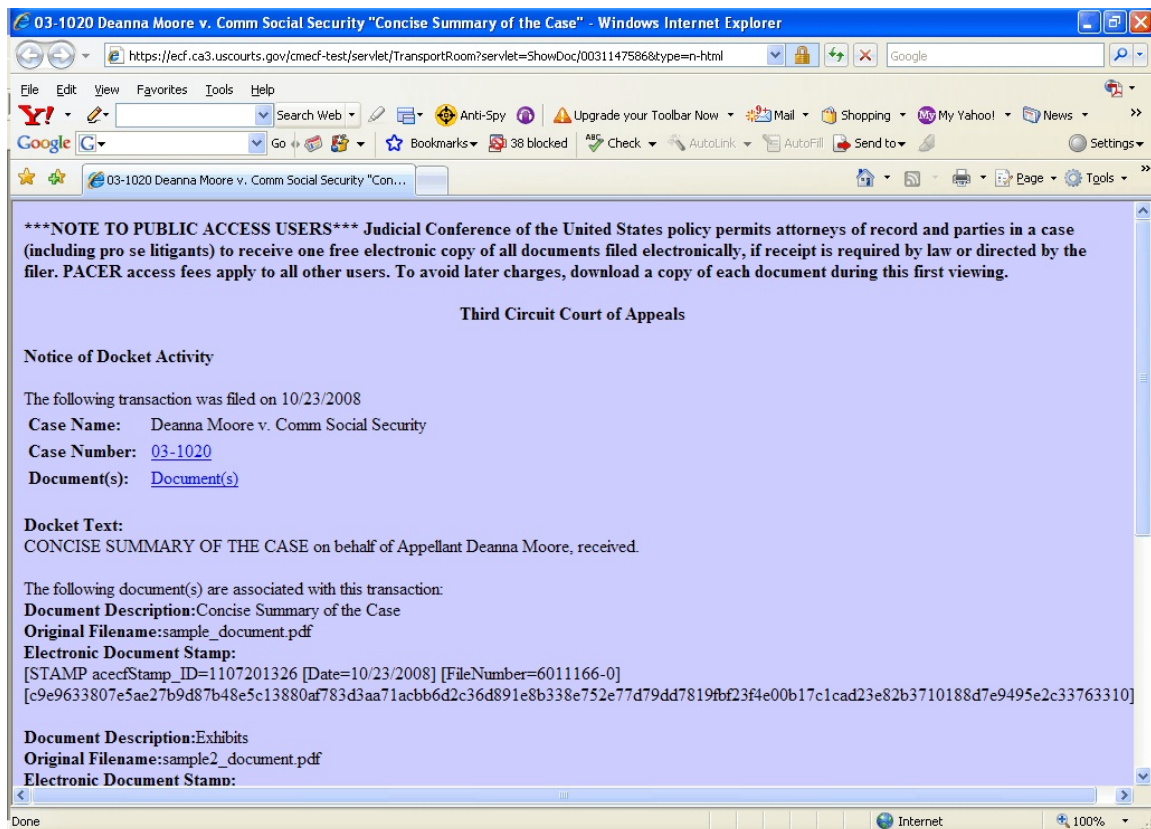 03-1020 Deanna Moore v. Comm Social Security "Concise Summary of the Case" - Windows Internet Explorer
https://ecf.ca3.uscourts.gov/cmecf-test/servlet/TransportRoom?servlet=ShowDoc/0031147586&type=n-html Google
File Edit View Favorites Tools Help
Y! Search Web Anti-Spy Upgrade your Toolbar Now Mail Shopping My My Yahoo! News »
Google G Go 38 blocked Bookmarks ABC Check AutoLink AutoFill Send to Settings
03-1020 Deanna Moore v. Comm Social Security "Con... Page Tools »
***NOTE TO PUBLIC ACCESS USERS*** Judicial Conference of the United States policy permits attorneys of record and parties in a case
(including pro se litigants) to receive one free electronic copy of all documents filed electronically, if receipt is required by law or directed by the
filer. PACER access fees apply to all other users. To avoid later charges, download a copy of each document during this first viewing.
Third Circuit Court of Appeals
Notice of Docket Activity
The following transaction was filed on 10/23/2008
Case Name: Deanna Moore v. Comm Social Security
Case Number: 03-1020
Document(s): Document(s)
Docket Text:
CONCISE SUMMARY OF THE CASE on behalf of Appellant Deanna Moore, received.
The following document(s) are associated with this transaction:
Document Description:Concise Summary of the Case
Original Filename:sample_document.pdf
Electronic Document Stamp:
[STAMP acecfStamp_ID=1107201326 [Date=10/23/2008] [FileNumber=6011166-0]
[c9e9633807e5ae27b9d87b48e5c13880af783d3aa71acbb6d2c36d891e8b338e752e77d79dd7819fbf23f4e00b17c1cad23e82b3710188d7e9495e2c33763310]
Document Description:Exhibits
Original Filename:sample2_document.pdf
Electronic Document Stamp:
Done Internet 100%